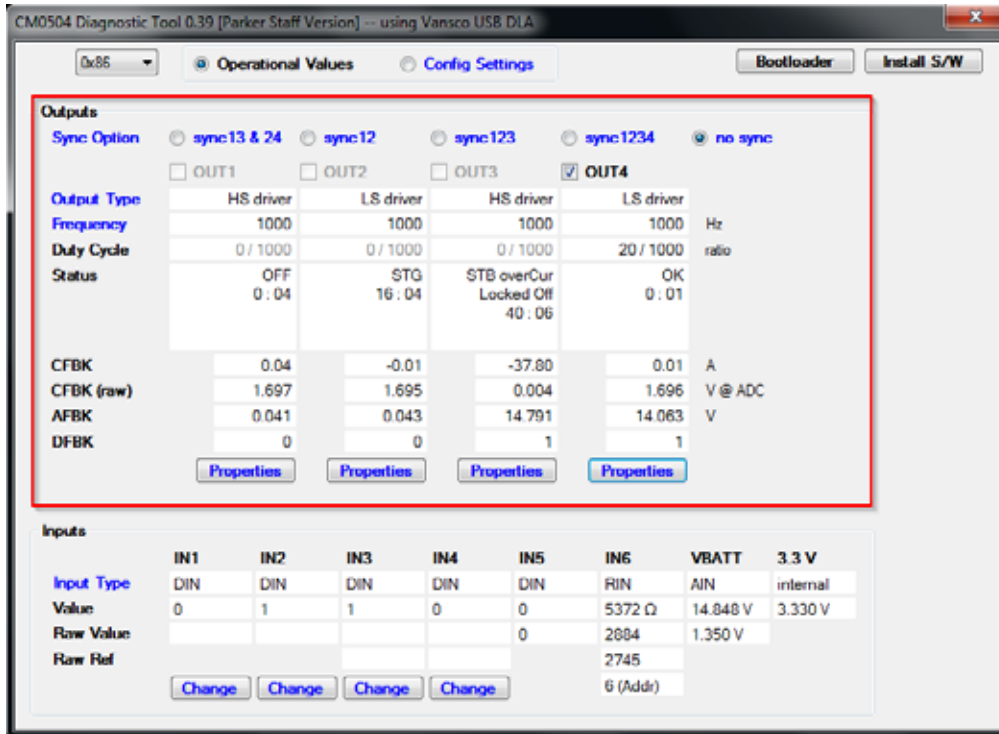 CM0504 Diagnostic Tool 0.39 [Parker Staff Version] -- using Vansco USB DLA
0x86 Operational Values Config Settings Bootloader Install S/W
Outputs
Sync Option sync13 & 24 sync12 sync123 sync1234 no sync
OUT1 OUT2 OUT3 OUT4
Output Type HS driver LS driver HS driver LS driver
Frequency 1000 1000 1000 1000 Hz
Duty Cycle 0 / 1000 0 / 1000 0 / 1000 20 / 1000 ratio
Status OFF STG STB overCur OK
0 : 04 16 : 04 Locked Off 0 : 01
40 : 06
CFBK 0.04 -0.01 -37.80 0.01 A
CFBK (raw) 1.697 1.695 0.004 1.696 V @ ADC
AFBK 0.041 0.043 14.791 14.063 V
DFBK 0 0 1 1
Properties Properties Properties Properties
Inputs
IN1 IN2 IN3 IN4 IN5 IN6 VBATT 3.3 V
Input Type DIN DIN DIN DIN DIN RIN AIN internal
Value 0 1 1 0 0 5372 Ω 14.848 V 3.330 V
Raw Value 0 2884 1.350 V
Raw Ref 2745
Change Change Change Change 6 (Addr)